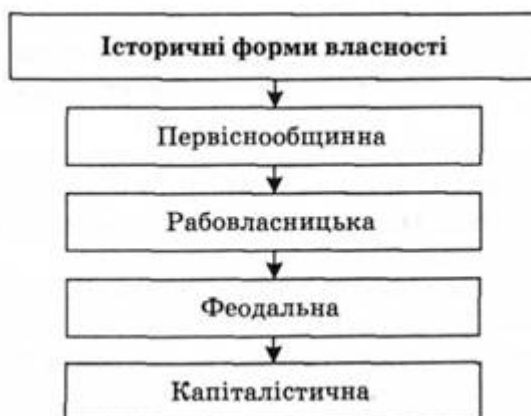 Історичні форми власності
Первіснообщинна
Рабовласницька
Феодальна
Капіталістична